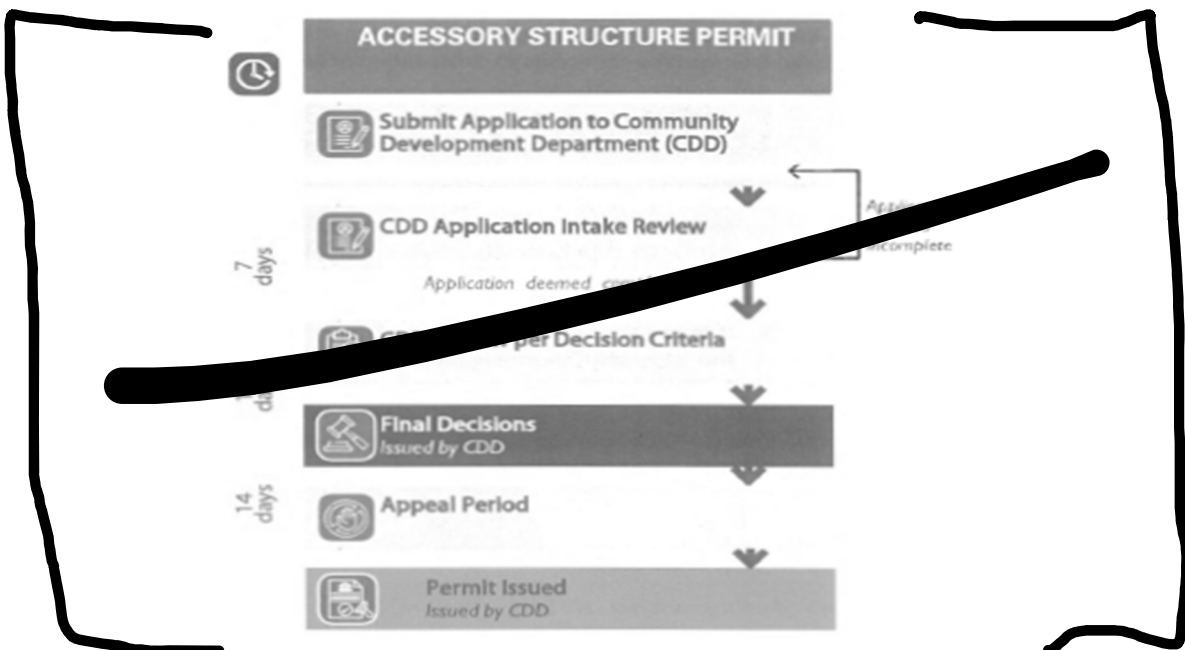 ACCESSORY STRUCTURE PERMIT
Submit Application to Community
Development Department (CDD)
CDD Application Intake Review
7
days
incomplete
Application deemed
per Decision Criteria
Final Decisions
Issued by CDD
14
days
Appeal Period
Permit Issued
Issued by CDD